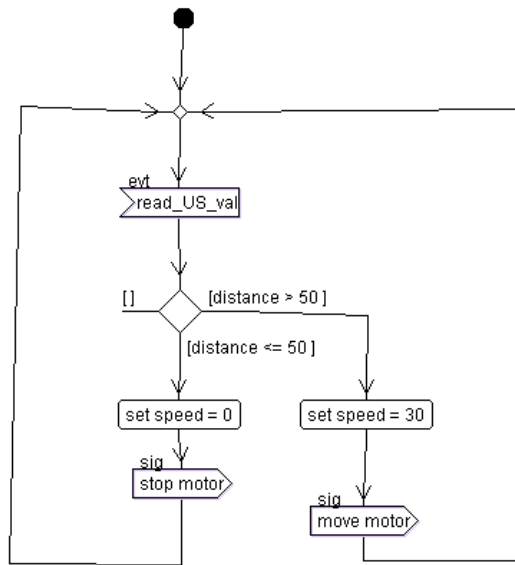 evt
read_US_val
[ ]
[distance > 50 ]
[distance <= 50 ]
set speed = 0
set speed = 30
sig
stop motor
sig
move motor